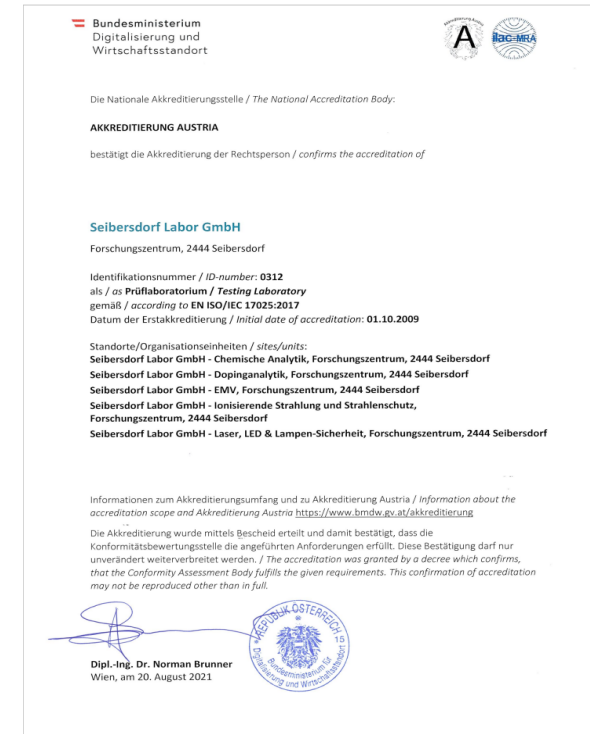 Bundesministerium
Digitalisierung und
Wirtschaftsstandort
Akkreditierung Austria
A
ilac-MRA
Die Nationale Akkreditierungsstelle / The National Accreditation Body:
AKKREDITIERUNG AUSTRIA
bestätigt die Akkreditierung der Rechtsperson / confirms the accreditation of
Seibersdorf Labor GmbH
Forschungszentrum, 2444 Seibersdorf
Identifikationsnummer / ID-number: 0312
als / as Prüflaboratorium / Testing Laboratory
gemäß / according to EN ISO/IEC 17025:2017
Datum der Erstakkreditierung / Initial date of accreditation: 01.10.2009
Standorte/Organisationseinheiten / sites/units:
Seibersdorf Labor GmbH - Chemische Analytik, Forschungszentrum, 2444 Seibersdorf
Seibersdorf Labor GmbH - Dopinganalytik, Forschungszentrum, 2444 Seibersdorf
Seibersdorf Labor GmbH - EMV, Forschungszentrum, 2444 Seibersdorf
Seibersdorf Labor GmbH - Ionisierende Strahlung und Strahlenschutz,
Forschungszentrum, 2444 Seibersdorf
Seibersdorf Labor GmbH - Laser, LED & Lampen-Sicherheit, Forschungszentrum, 2444 Seibersdorf
Informationen zum Akkreditierungsumfang und zu Akkreditierung Austria / Information about the
accreditation scope and Akkreditierung Austria https://www.bmdw.gv.at/akkreditierung
Die Akkreditierung wurde mittels Bescheid erteilt und damit bestätigt, dass die
Konformitätsbewertungsstelle die angeführten Anforderungen erfüllt. Diese Bestätigung darf nur
unverändert weiterverbreitet werden. / The accreditation was granted by a decree which confirms,
that the Conformity Assessment Body fulfills the given requirements. This confirmation of accreditation
may not be reproduced other than in full.
REPUBLIK ÖSTERREICH
15
Bundesministerium für
Digitalisierung und Wirtschaftsstandort
Dipl.-Ing. Dr. Norman Brunner
Wien, am 20. August 2021